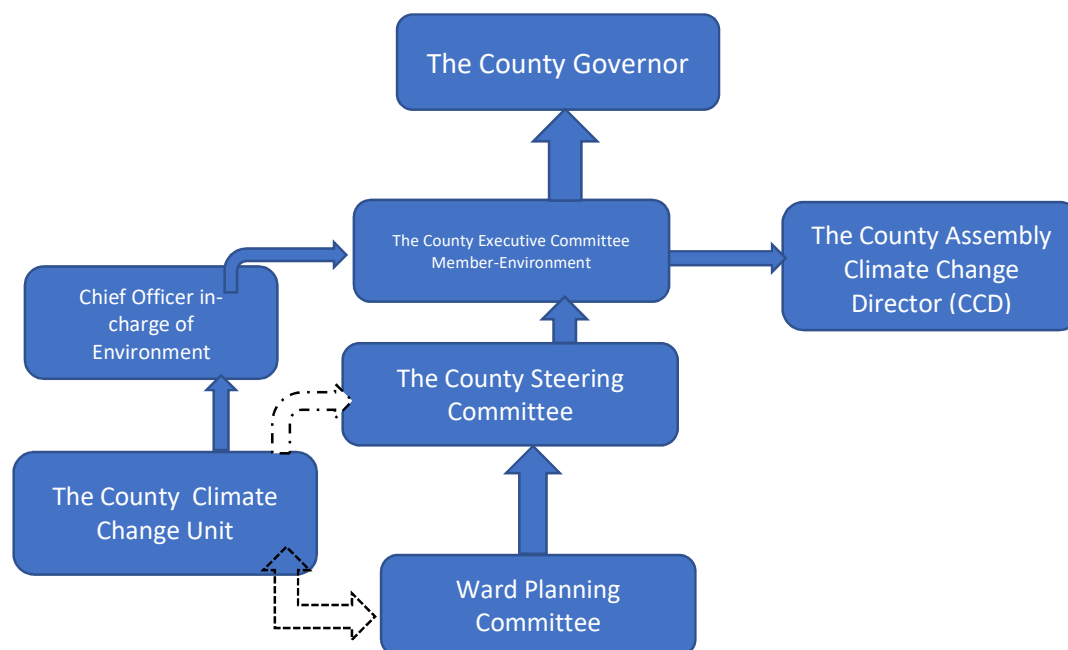 The County Governor
The County Executive Committee
Member-Environment
The County Assembly
Climate Change
Director (CCD)
Chief Officer in-
charge of
Environment
The County Steering
Committee
The County  Climate
Change Unit
Ward Planning
Committee